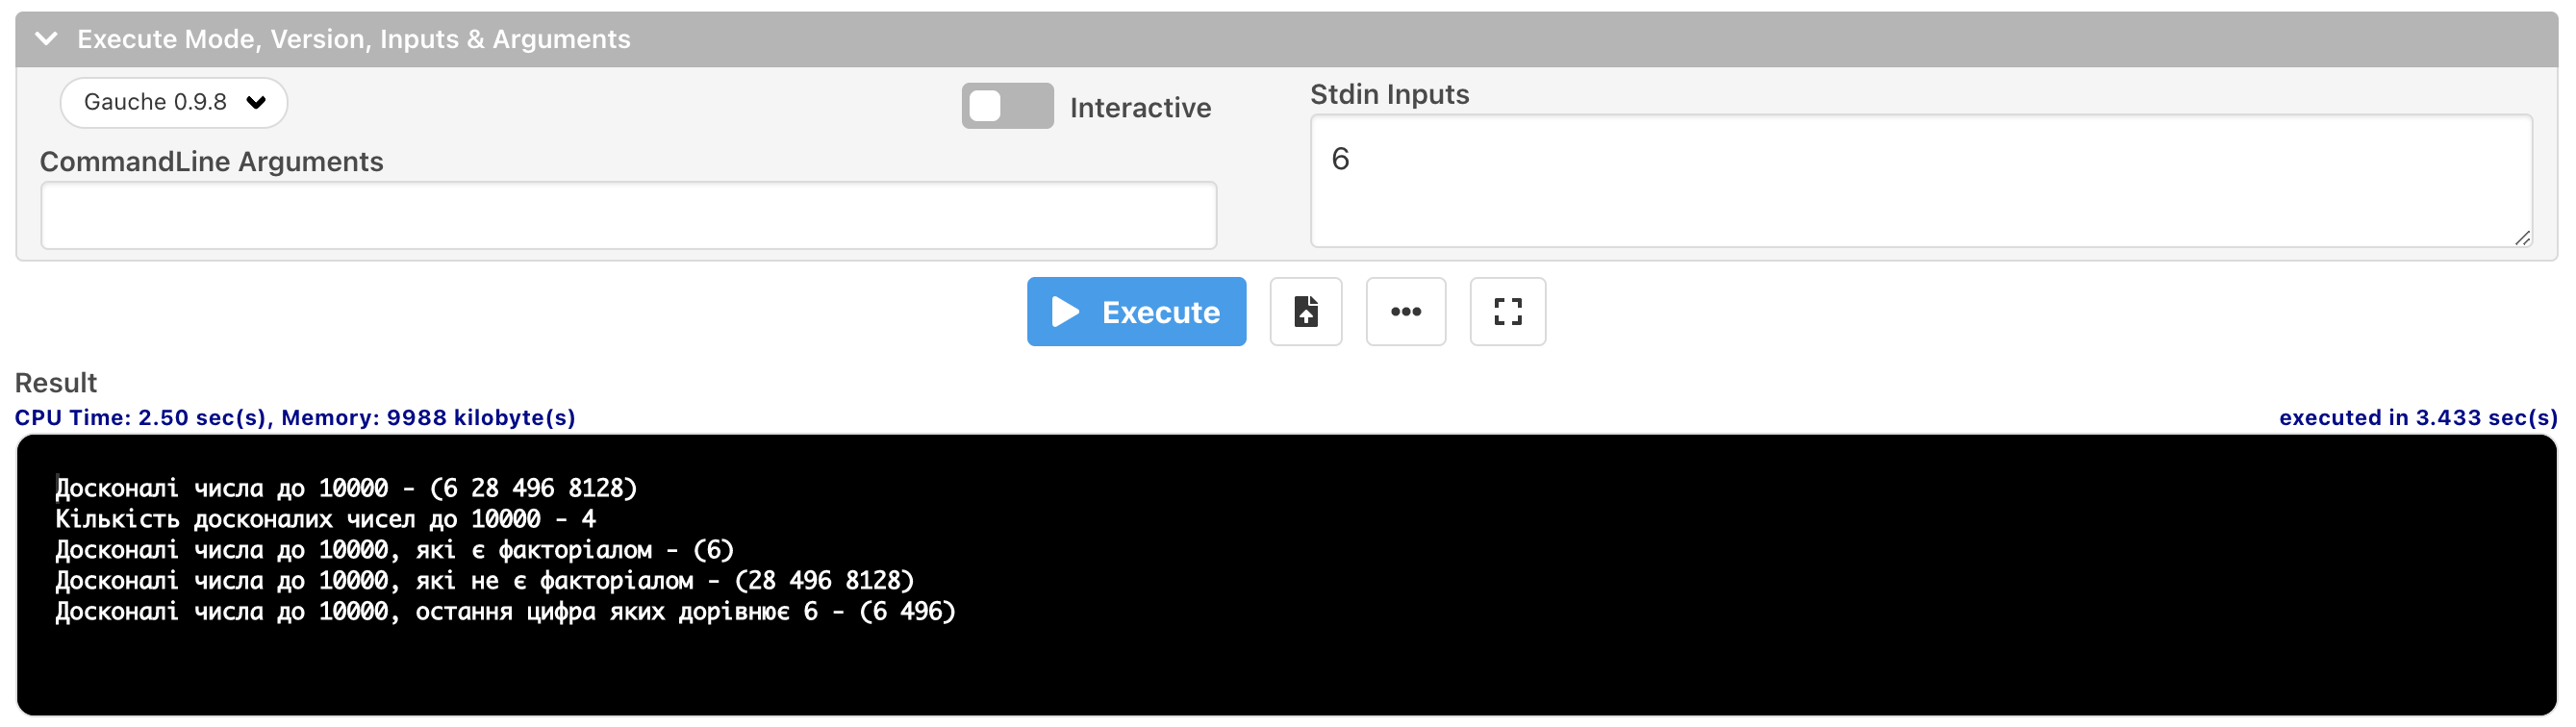 Execute Mode, Version, Inputs & Arguments
Gauche 0.9.8
Interactive
Stdin Inputs
6
CommandLine Arguments
Execute
Result
CPU Time: 2.50 sec(s), Memory: 9988 kilobyte(s)
executed in 3.433 sec(s)
Досконалі числа до 10000 - (6 28 496 8128)
Кількість досконалих чисел до 10000 - 4
Досконалі числа до 10000, які є факторіалом - (6)
Досконалі числа до 10000, які не є факторіалом - (28 496 8128)
Досконалі числа до 10000, остання цифра яких дорівнює 6 - (6 496)